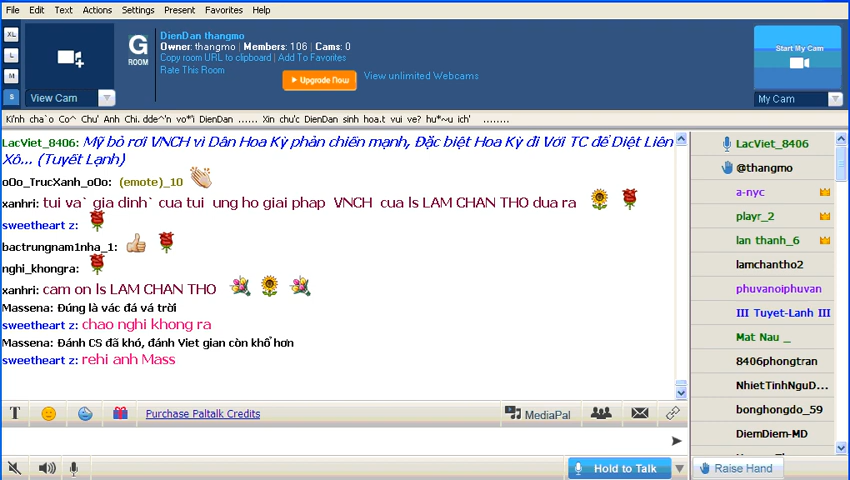 File Edit Text Actions Settings Present Favorites Help
XL
L
M
S
View Cam
G
ROOM
DienDan thangmo
Owner: thangmo | Members: 106 | Cams: 0
Copy room URL to clipboard | Add To Favorites
Rate This Room
Upgrade Now
View unlimited Webcams
Start My Cam
My Cam
Ki'nh cha`o Co^ Chu' Anh Chi. dde^'n vo*'i DienDan ...... Xin chu'c DienDan sinh hoa.t vui ve? hu*~u ich' ........
LacViet_8406: Mỹ bỏ rơi VNCH vì Dân Hoa Kỳ phản chiến mạnh, Đặc biệt Hoa Kỳ đi Với TC để Diệt Liên
Xô... (Tuyết Lạnh)
oOo_TrucXanh_oOo: (emote)_10
xanhri: tui va` gia dinh` cua tui ung ho giai phap VNCH cua ls LAM CHAN THO dua ra
sweetheart z:
bactrungnam1nha_1:
nghi_khongra:
xanhri: cam on ls LAM CHAN THO
Massena: Đúng là vác đá vá trời
sweetheart z: chao nghi khong ra
Massena: Đánh CS đã khó, đánh Viet gian còn khổ hơn
sweetheart z: rehi anh Mass
T
Purchase Paltalk Credits
MediaPal
Hold to Talk
LacViet_8406
@thangmo
a-nyc
playr_2
lan thanh_6
lamchantho2
phuvanoiphuvan
III Tuyet-Lanh III
Mat Nau _
8406phongtran
NhietTinhNguD...
bonghongdo_59
DiemDiem-MD
Raise Hand